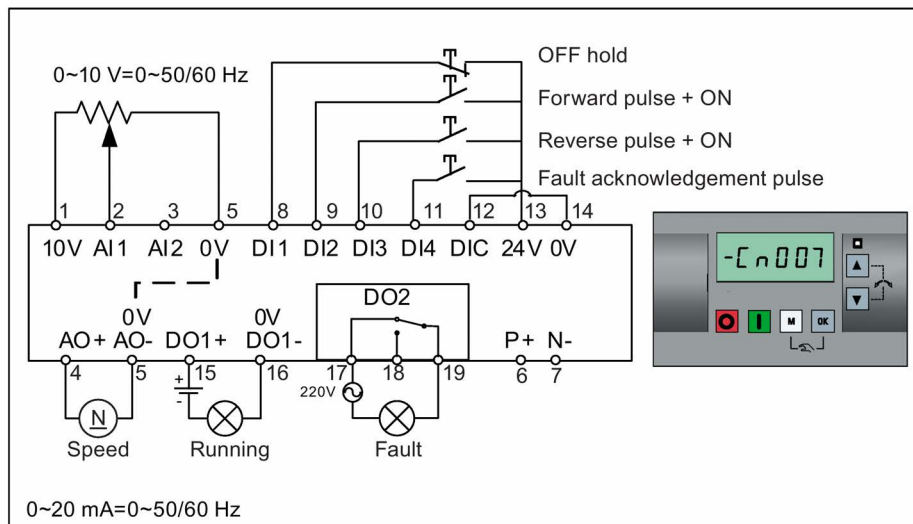 0~10 V=0~50/60 Hz
OFF hold
Forward pulse + ON
Reverse pulse + ON
Fault acknowledgement pulse
1 2 3 5 8 9 10 11 12 13 14
10V AI1 AI2 0V DI1 DI2 DI3 DI4 DIC 24V 0V
-Cn007
M OK
DO2
0V 0V
AO+ AO- DO1+ DO1- P+ N-
4 5 15 16 17 18 19 6 7
+
-
220V
N
Speed Running Fault
0~20 mA=0~50/60 Hz